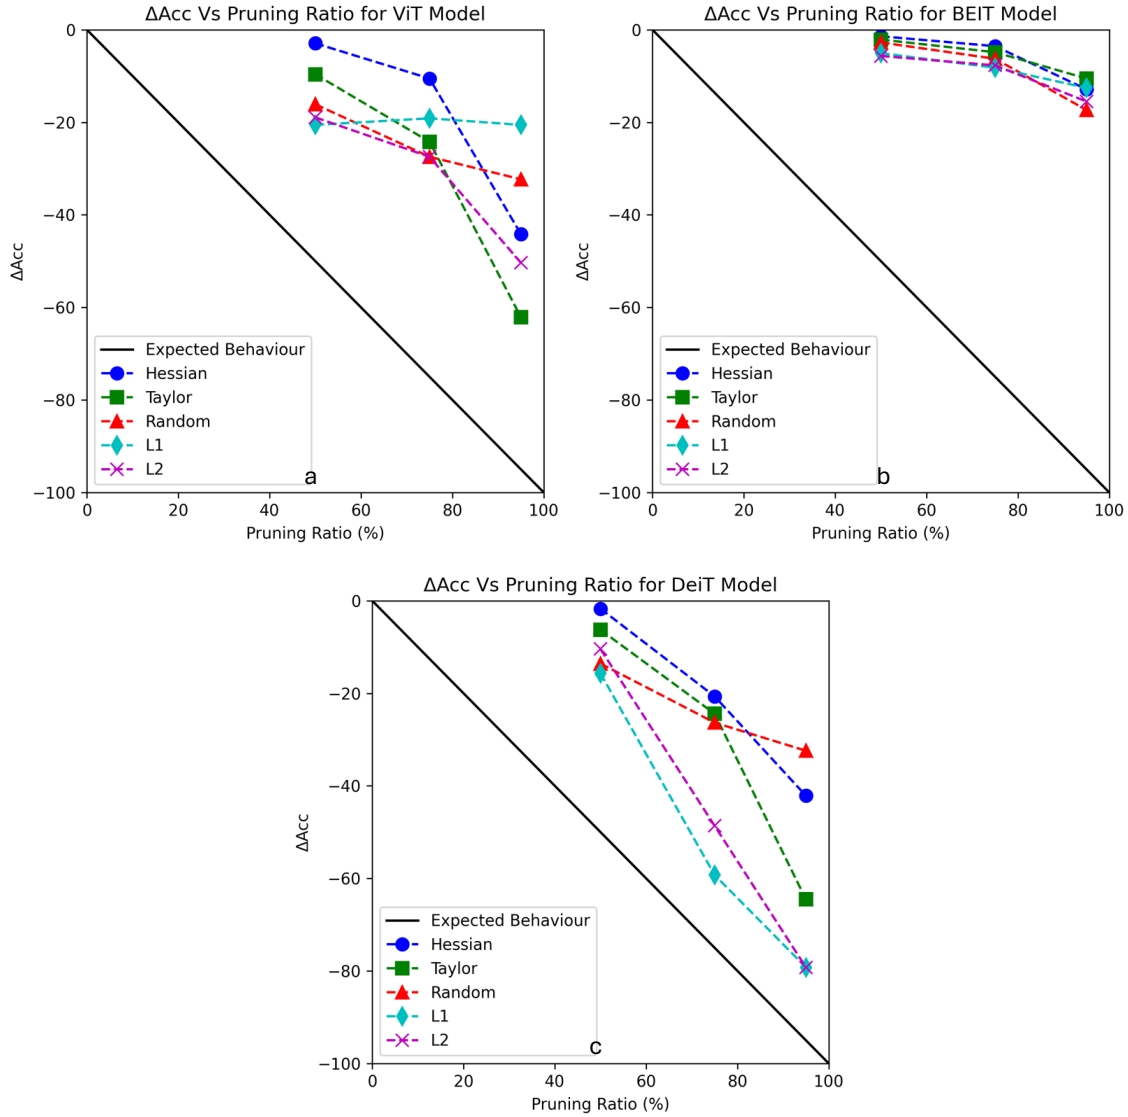 ΔAcc Vs Pruning Ratio for ViT Model
0
−20
−40
−60
−80
−100
ΔAcc
Expected Behaviour
Hessian
Taylor
Random
L1
L2
a
0 20 40 60 80 100
Pruning Ratio (%)
ΔAcc Vs Pruning Ratio for BEIT Model
0
−20
−40
−60
−80
−100
ΔAcc
Expected Behaviour
Hessian
Taylor
Random
L1
L2
b
0 20 40 60 80 100
Pruning Ratio (%)
ΔAcc Vs Pruning Ratio for DeiT Model
0
−20
−40
−60
−80
−100
ΔAcc
Expected Behaviour
Hessian
Taylor
Random
L1
L2
c
0 20 40 60 80 100
Pruning Ratio (%)